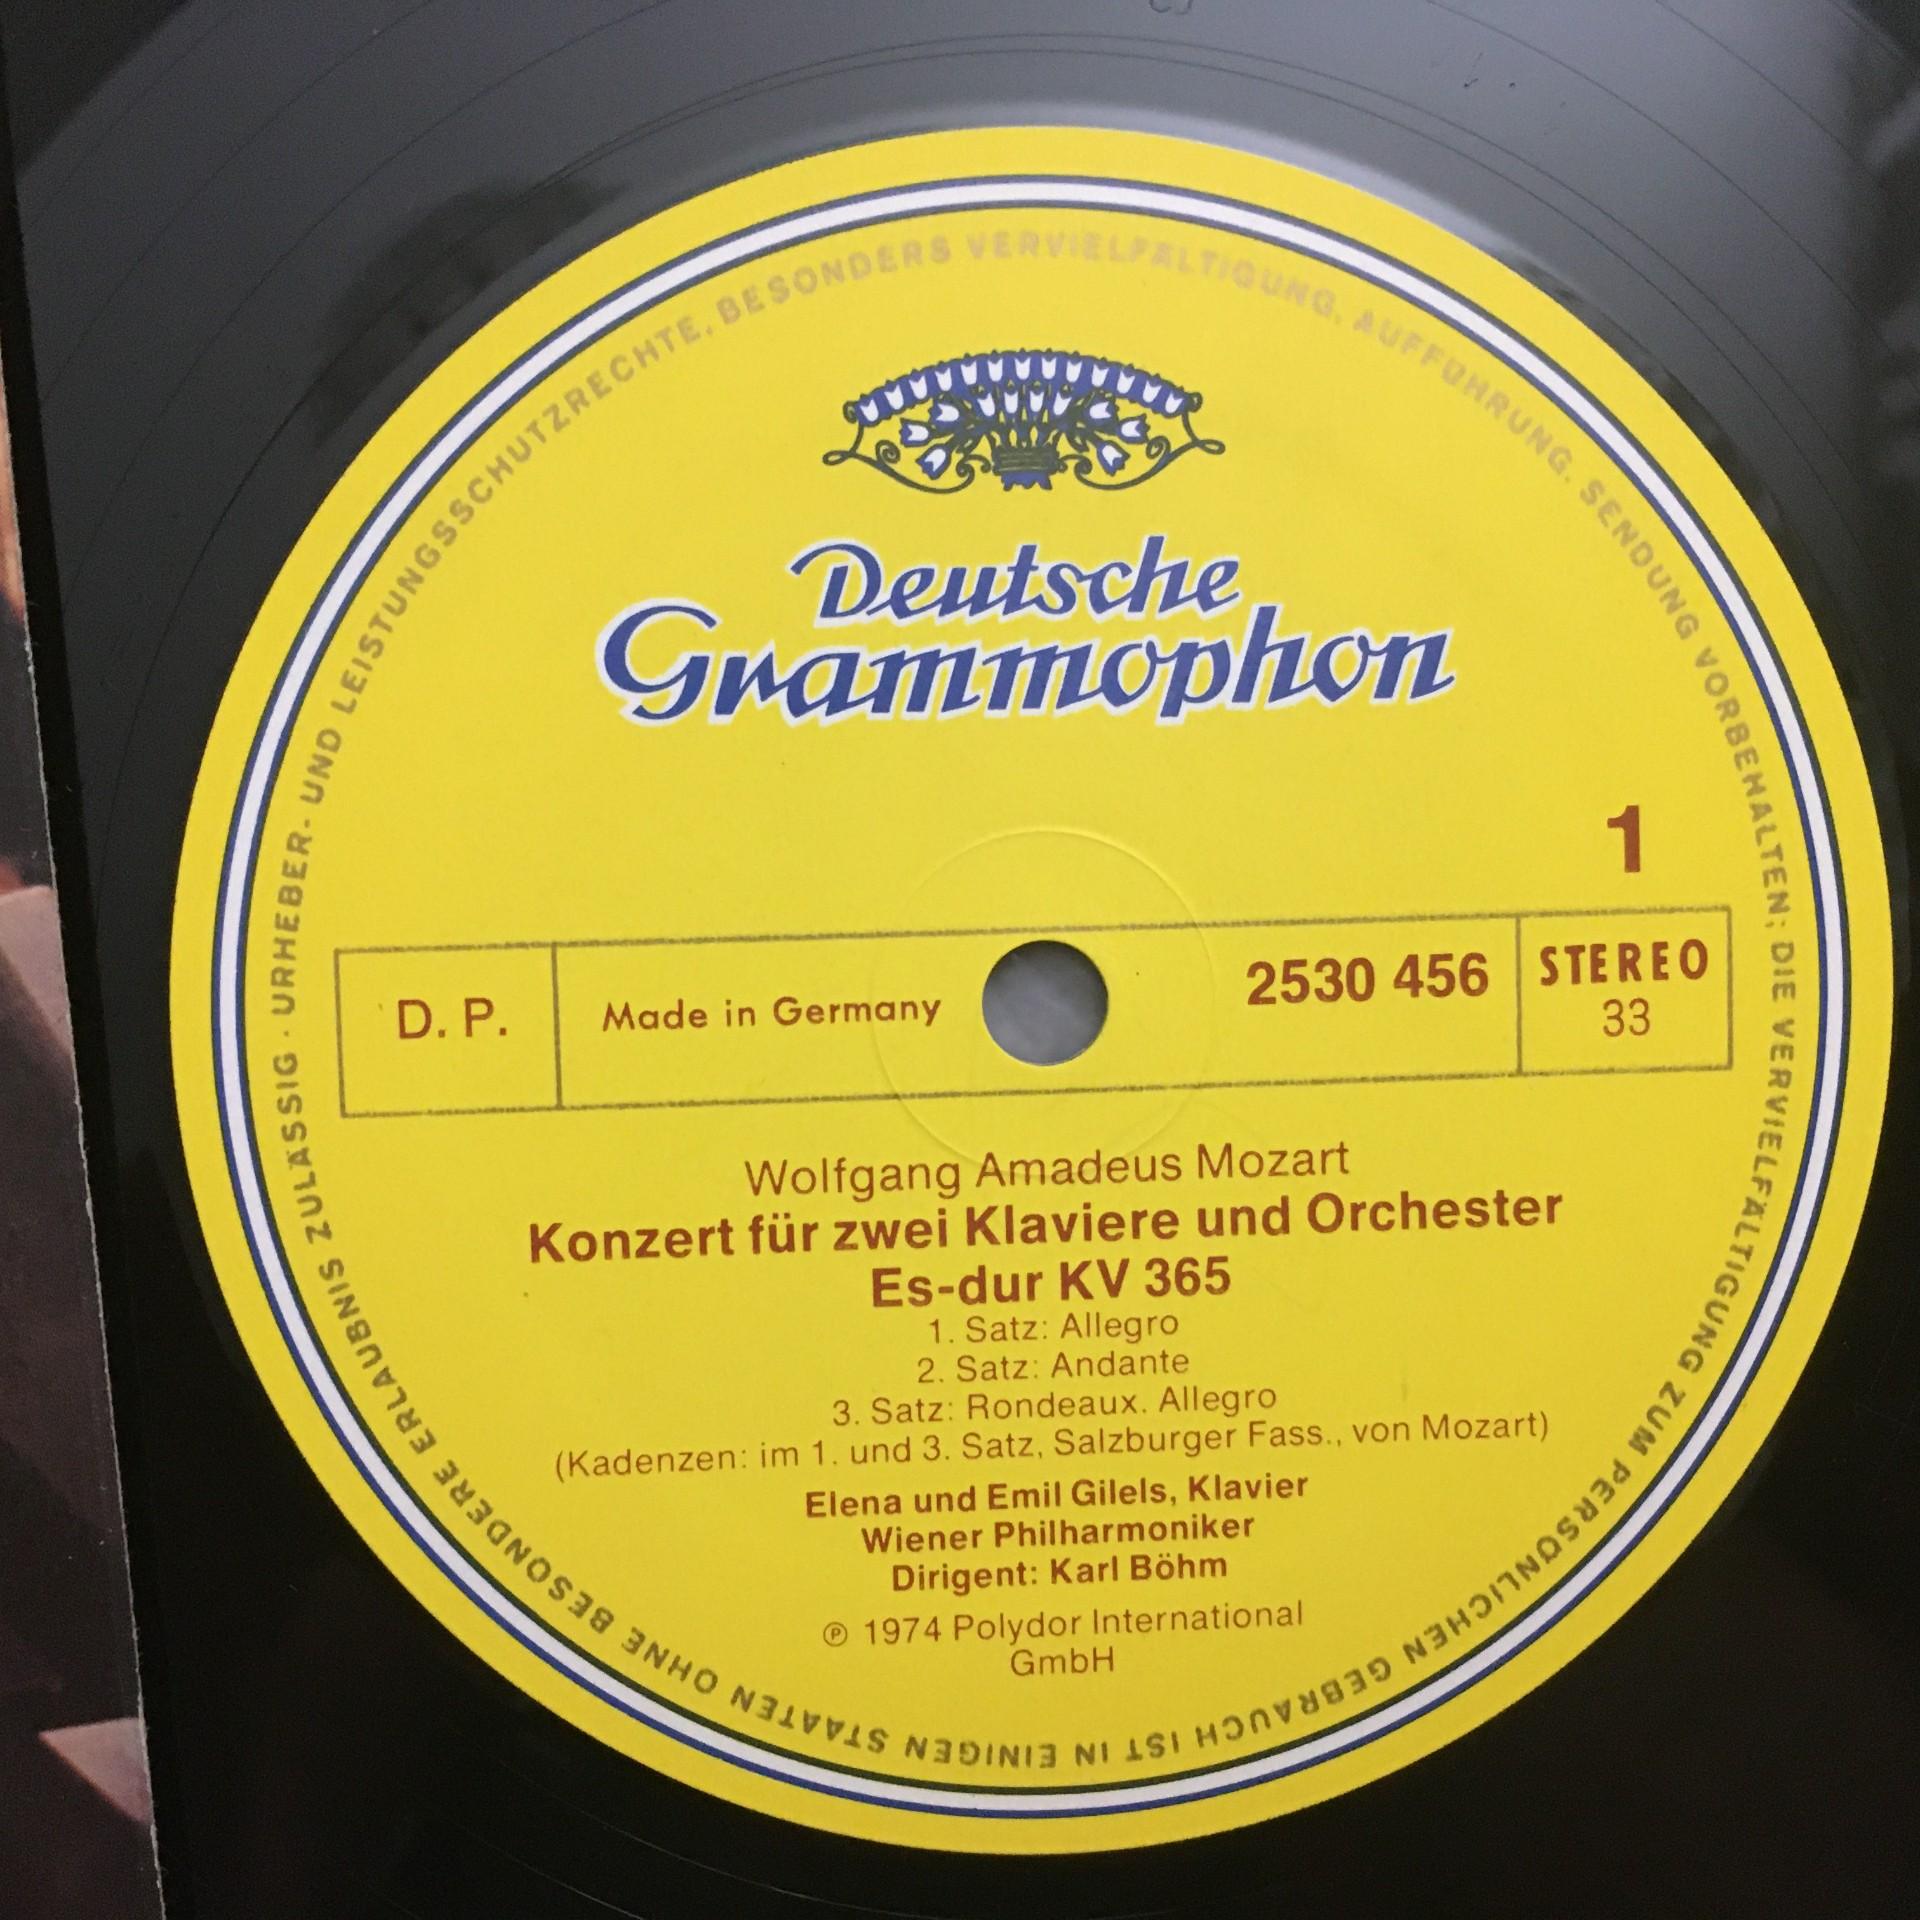 URHEBER- UND LEISTUNGSSCHUTZRECHTE, BESONDERS VERVIELFÄLTIGUNG, AUFFÜHRUNG, SENDUNG VORBEHALTEN; DIE VERVIELFÄLTIGUNG ZUM PERSÖNLICHEN GEBRAUCH IST IN EINIGEN STAATEN OHNE BESONDERE ERLAUBNIS ZULÄSSIG ·
Deutsche
Grammophon
1
D. P. Made in Germany 2530 456 STEREO
33
Wolfgang Amadeus Mozart
Konzert für zwei Klaviere und Orchester
Es-dur KV 365
1. Satz: Allegro
2. Satz: Andante
3. Satz: Rondeaux. Allegro
(Kadenzen: im 1. und 3. Satz, Salzburger Fass., von Mozart)
Elena und Emil Gilels, Klavier
Wiener Philharmoniker
Dirigent: Karl Böhm
℗ 1974 Polydor International
GmbH